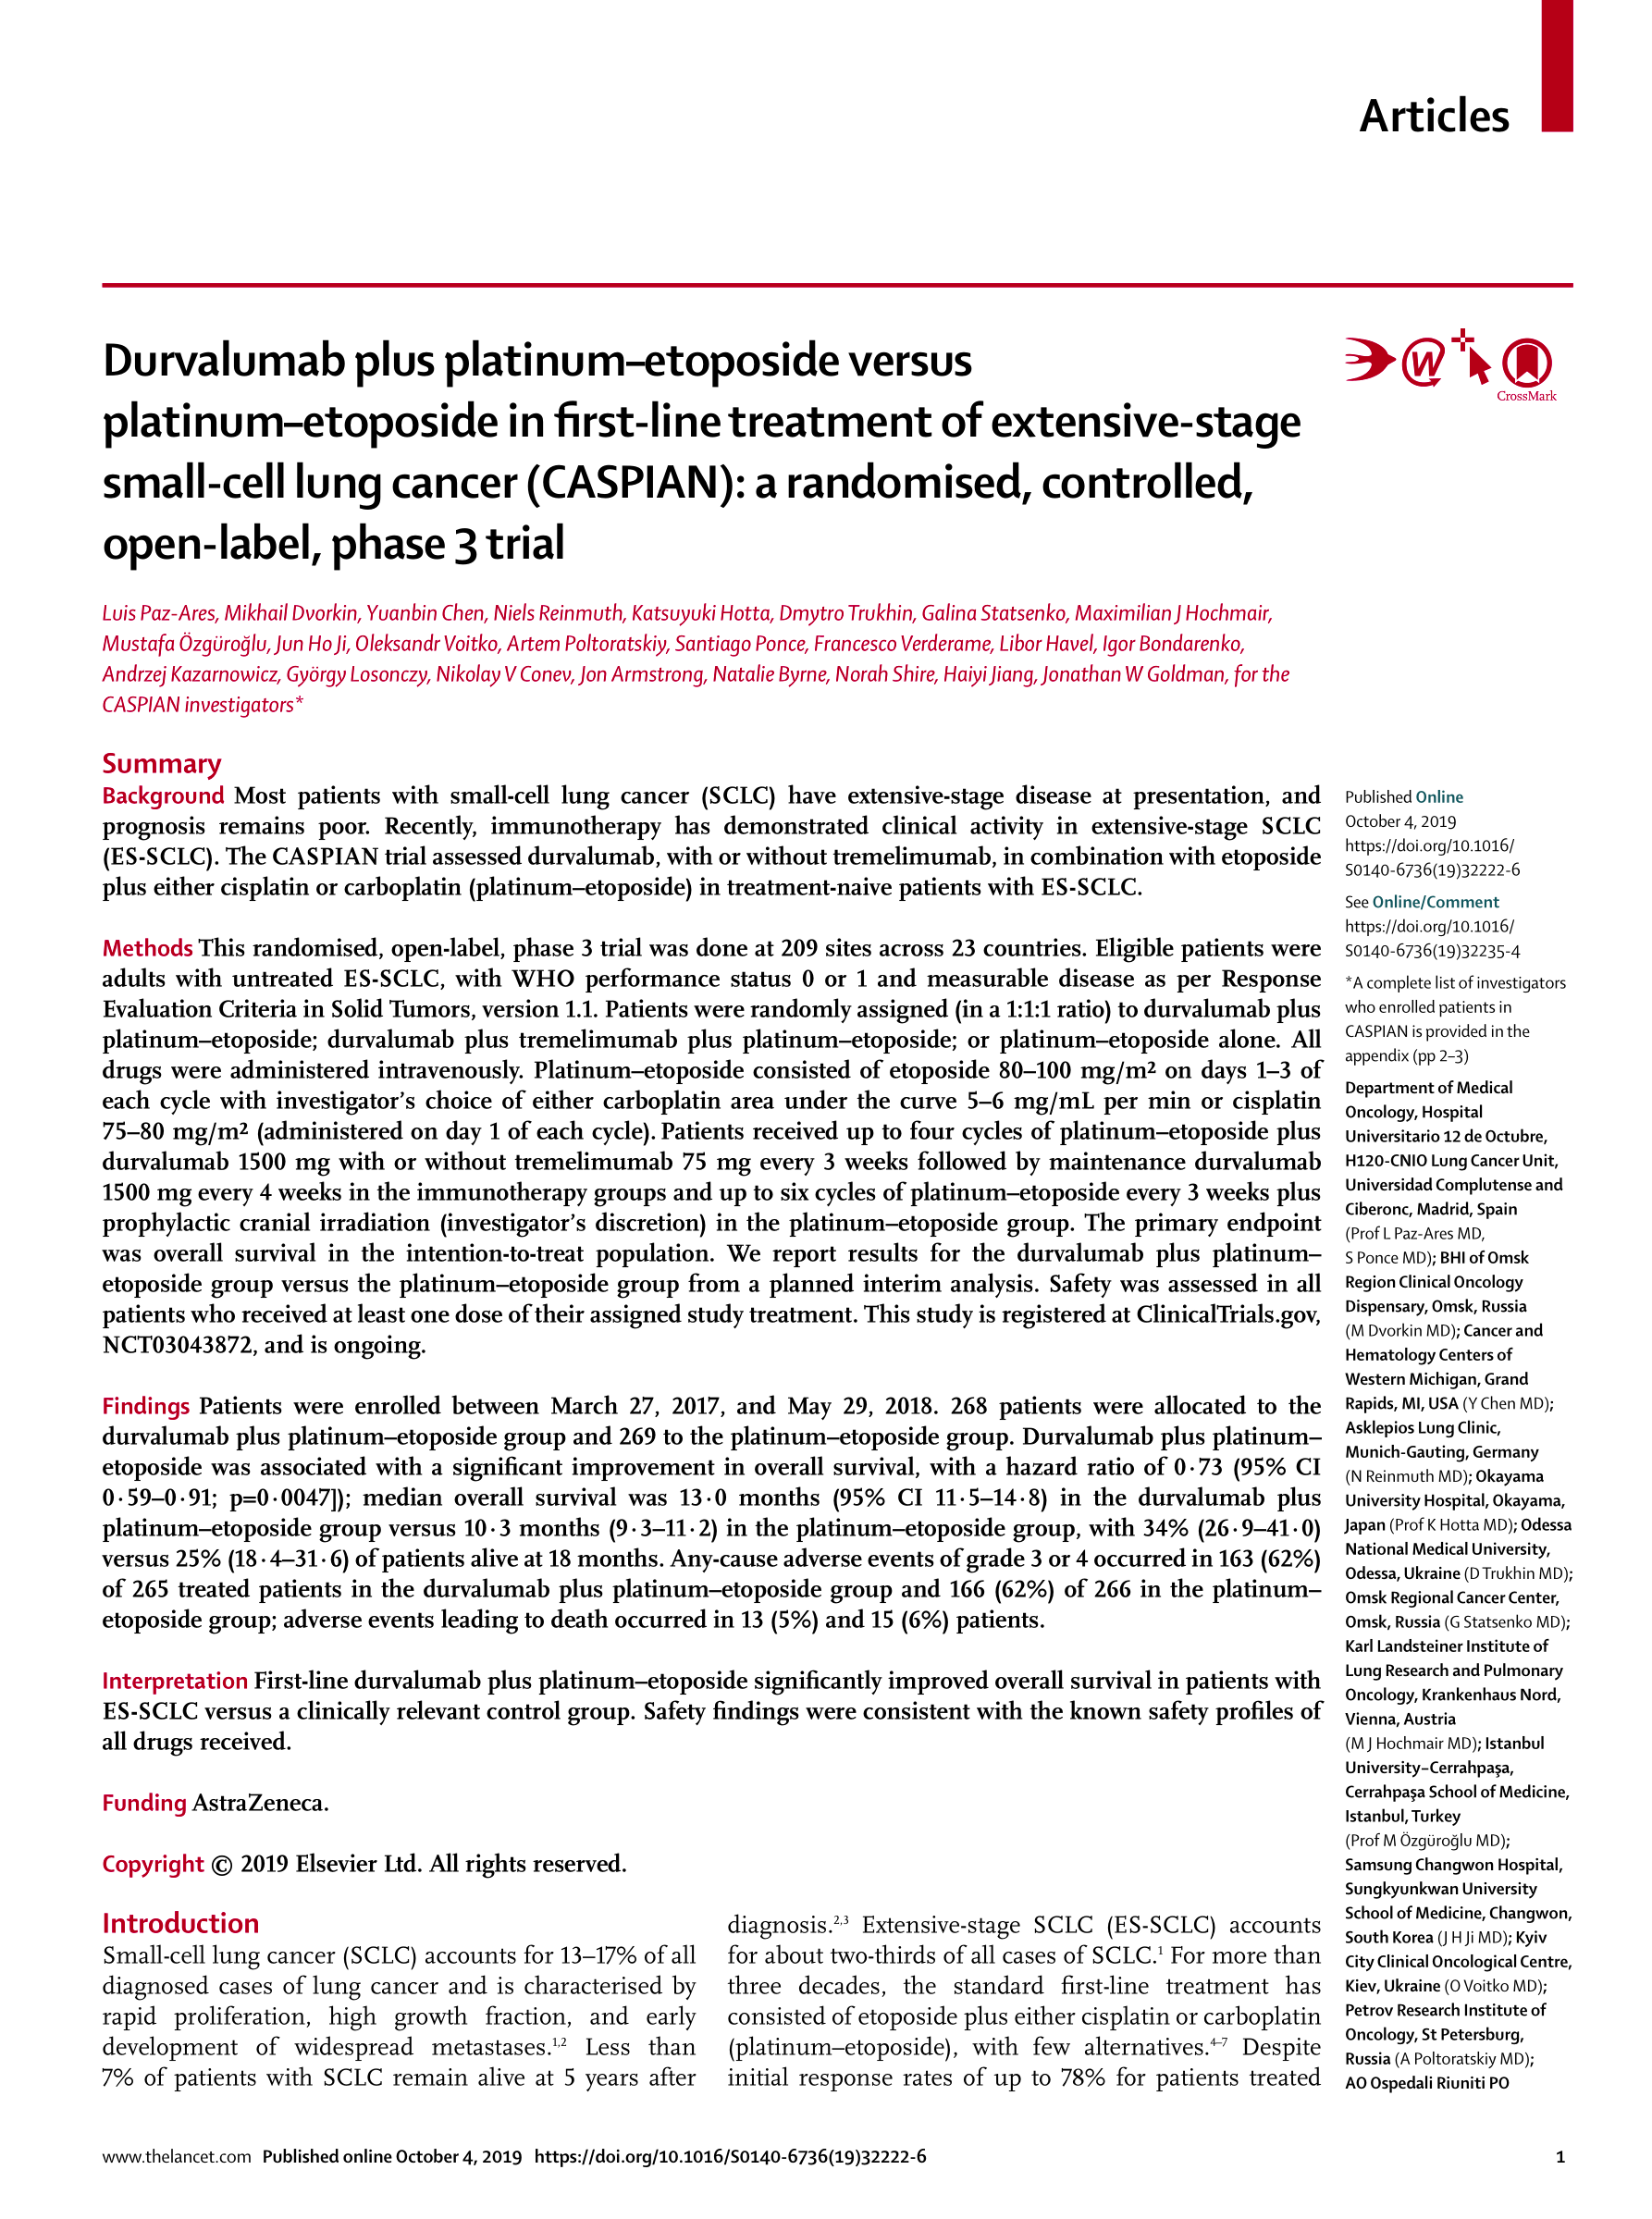 Articles
Durvalumab plus platinum–etoposide versus
platinum–etoposide in first-line treatment of extensive-stage
small-cell lung cancer (CASPIAN): a randomised, controlled,
open-label, phase 3 trial
CrossMark
Luis Paz-Ares, Mikhail Dvorkin, Yuanbin Chen, Niels Reinmuth, Katsuyuki Hotta, Dmytro Trukhin, Galina Statsenko, Maximilian J Hochmair,
Mustafa Özgüroğlu, Jun Ho Ji, Oleksandr Voitko, Artem Poltoratskiy, Santiago Ponce, Francesco Verderame, Libor Havel, Igor Bondarenko,
Andrzej Kazarnowicz, György Losonczy, Nikolay V Conev, Jon Armstrong, Natalie Byrne, Norah Shire, Haiyi Jiang, Jonathan W Goldman, for the
CASPIAN investigators*
Summary
Background Most patients with small-cell lung cancer (SCLC) have extensive-stage disease at presentation, and
prognosis remains poor. Recently, immunotherapy has demonstrated clinical activity in extensive-stage SCLC
(ES-SCLC). The CASPIAN trial assessed durvalumab, with or without tremelimumab, in combination with etoposide
plus either cisplatin or carboplatin (platinum–etoposide) in treatment-naive patients with ES-SCLC.
Methods This randomised, open-label, phase 3 trial was done at 209 sites across 23 countries. Eligible patients were
adults with untreated ES-SCLC, with WHO performance status 0 or 1 and measurable disease as per Response
Evaluation Criteria in Solid Tumors, version 1.1. Patients were randomly assigned (in a 1:1:1 ratio) to durvalumab plus
platinum–etoposide; durvalumab plus tremelimumab plus platinum–etoposide; or platinum–etoposide alone. All
drugs were administered intravenously. Platinum–etoposide consisted of etoposide 80–100 mg/m² on days 1–3 of
each cycle with investigator’s choice of either carboplatin area under the curve 5–6 mg/mL per min or cisplatin
75–80 mg/m² (administered on day 1 of each cycle). Patients received up to four cycles of platinum–etoposide plus
durvalumab 1500 mg with or without tremelimumab 75 mg every 3 weeks followed by maintenance durvalumab
1500 mg every 4 weeks in the immunotherapy groups and up to six cycles of platinum–etoposide every 3 weeks plus
prophylactic cranial irradiation (investigator’s discretion) in the platinum–etoposide group. The primary endpoint
was overall survival in the intention-to-treat population. We report results for the durvalumab plus platinum–
etoposide group versus the platinum–etoposide group from a planned interim analysis. Safety was assessed in all
patients who received at least one dose of their assigned study treatment. This study is registered at ClinicalTrials.gov,
NCT03043872, and is ongoing.
Findings Patients were enrolled between March 27, 2017, and May 29, 2018. 268 patients were allocated to the
durvalumab plus platinum–etoposide group and 269 to the platinum–etoposide group. Durvalumab plus platinum–
etoposide was associated with a significant improvement in overall survival, with a hazard ratio of 0·73 (95% CI
0·59–0·91; p=0·0047]); median overall survival was 13·0 months (95% CI 11·5–14·8) in the durvalumab plus
platinum–etoposide group versus 10·3 months (9·3–11·2) in the platinum–etoposide group, with 34% (26·9–41·0)
versus 25% (18·4–31·6) of patients alive at 18 months. Any-cause adverse events of grade 3 or 4 occurred in 163 (62%)
of 265 treated patients in the durvalumab plus platinum–etoposide group and 166 (62%) of 266 in the platinum–
etoposide group; adverse events leading to death occurred in 13 (5%) and 15 (6%) patients.
Interpretation First-line durvalumab plus platinum–etoposide significantly improved overall survival in patients with
ES-SCLC versus a clinically relevant control group. Safety findings were consistent with the known safety profiles of
all drugs received.
Funding AstraZeneca.
Copyright © 2019 Elsevier Ltd. All rights reserved.
Introduction
Small-cell lung cancer (SCLC) accounts for 13–17% of all
diagnosed cases of lung cancer and is characterised by
rapid proliferation, high growth fraction, and early
development of widespread metastases.1,2 Less than
7% of patients with SCLC remain alive at 5 years after
diagnosis.2,3 Extensive-stage SCLC (ES-SCLC) accounts
for about two-thirds of all cases of SCLC.1 For more than
three decades, the standard first-line treatment has
consisted of etoposide plus either cisplatin or carboplatin
(platinum–etoposide), with few alternatives.4–7 Despite
initial response rates of up to 78% for patients treated
Published Online
October 4, 2019
https://doi.org/10.1016/
S0140-6736(19)32222-6
See Online/Comment
https://doi.org/10.1016/
S0140-6736(19)32235-4
*A complete list of investigators
who enrolled patients in
CASPIAN is provided in the
appendix (pp 2–3)
Department of Medical
Oncology, Hospital
Universitario 12 de Octubre,
H120-CNIO Lung Cancer Unit,
Universidad Complutense and
Ciberonc, Madrid, Spain
(Prof L Paz-Ares MD,
S Ponce MD); BHI of Omsk
Region Clinical Oncology
Dispensary, Omsk, Russia
(M Dvorkin MD); Cancer and
Hematology Centers of
Western Michigan, Grand
Rapids, MI, USA (Y Chen MD);
Asklepios Lung Clinic,
Munich-Gauting, Germany
(N Reinmuth MD); Okayama
University Hospital, Okayama,
Japan (Prof K Hotta MD); Odessa
National Medical University,
Odessa, Ukraine (D Trukhin MD);
Omsk Regional Cancer Center,
Omsk, Russia (G Statsenko MD);
Karl Landsteiner Institute of
Lung Research and Pulmonary
Oncology, Krankenhaus Nord,
Vienna, Austria
(M J Hochmair MD); Istanbul
University–Cerrahpaşa,
Cerrahpaşa School of Medicine,
Istanbul, Turkey
(Prof M Özgüroğlu MD);
Samsung Changwon Hospital,
Sungkyunkwan University
School of Medicine, Changwon,
South Korea (J H Ji MD); Kyiv
City Clinical Oncological Centre,
Kiev, Ukraine (O Voitko MD);
Petrov Research Institute of
Oncology, St Petersburg,
Russia (A Poltoratskiy MD);
AO Ospedali Riuniti PO
www.thelancet.com Published online October 4, 2019 https://doi.org/10.1016/S0140-6736(19)32222-6
1